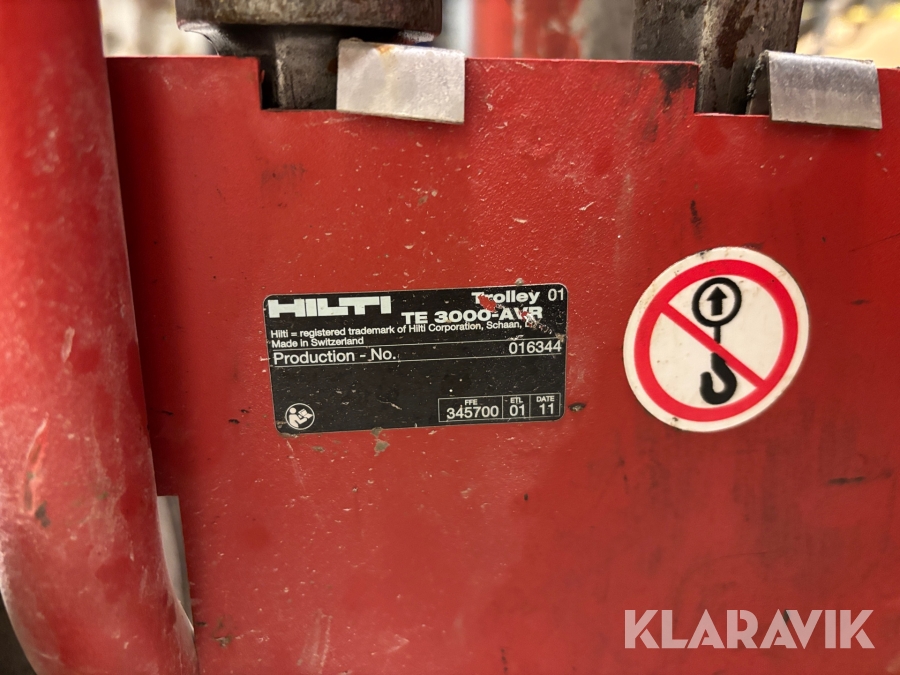 HILTI Trolley 01
TE 3000-AVR
Hilti = registered trademark of Hilti Corporation, Schaan,
Made in Switzerland
Production - No. 016344
FFE ETL DATE
345700 01 11
KLARAVIK